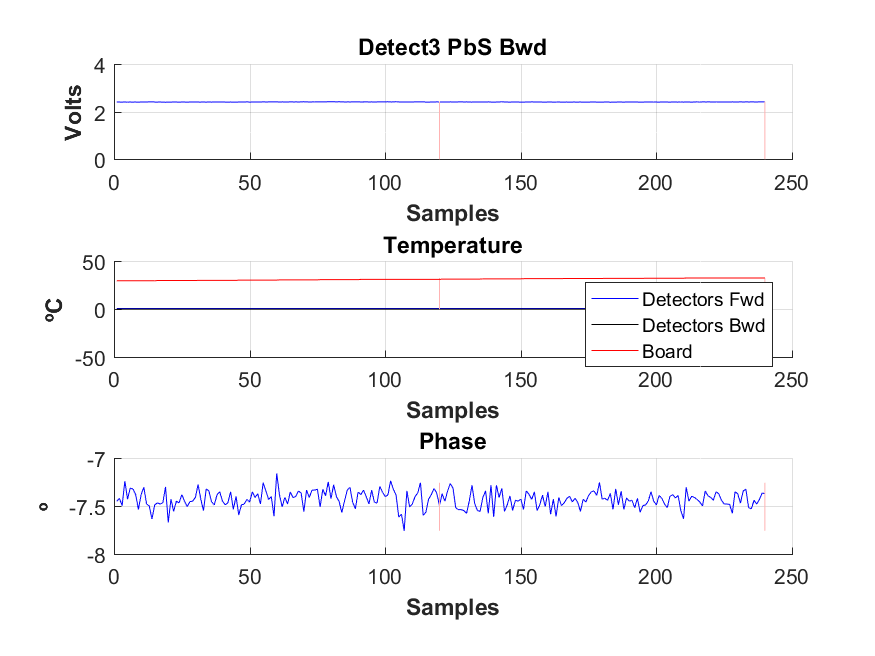 Detect3 PbS Bwd
4
2
0
Volts
0 50 100 150 200 250
Samples
Temperature
50
0
-50
ºC
Detectors Fwd
Detectors Bwd
Board
0 50 100 150 200 250
Samples
Phase
-7
-7.5
-8
º
0 50 100 150 200 250
Samples